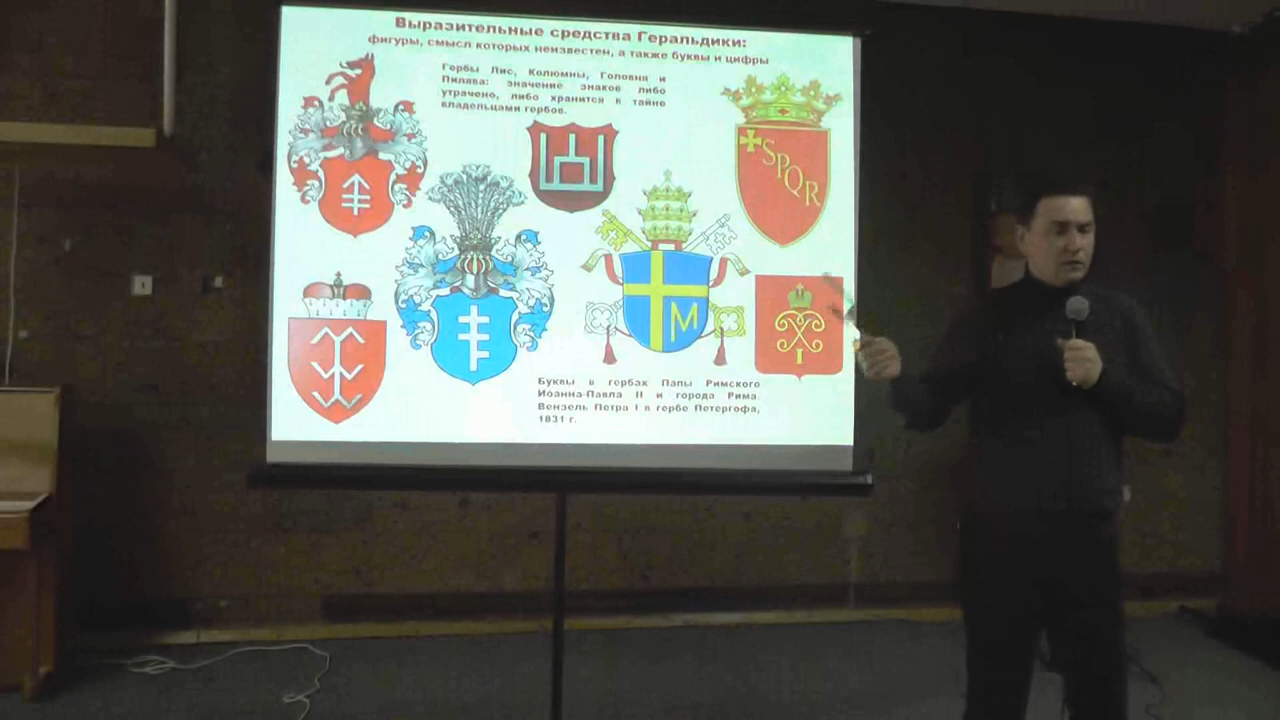 Выразительные средства Геральдики:
фигуры, смысл которых неизвестен, а также буквы и цифры
Гербы Лис, Колюмны, Головня и
Пилява: значение знаков либо
утрачено, либо хранится в тайне
владельцами гербов.
SPQR
M
I
Буквы в гербах Папы Римского
Иоанна-Павла II и города Рима.
Вензель Петра I в гербе Петергофа,
1831 г.